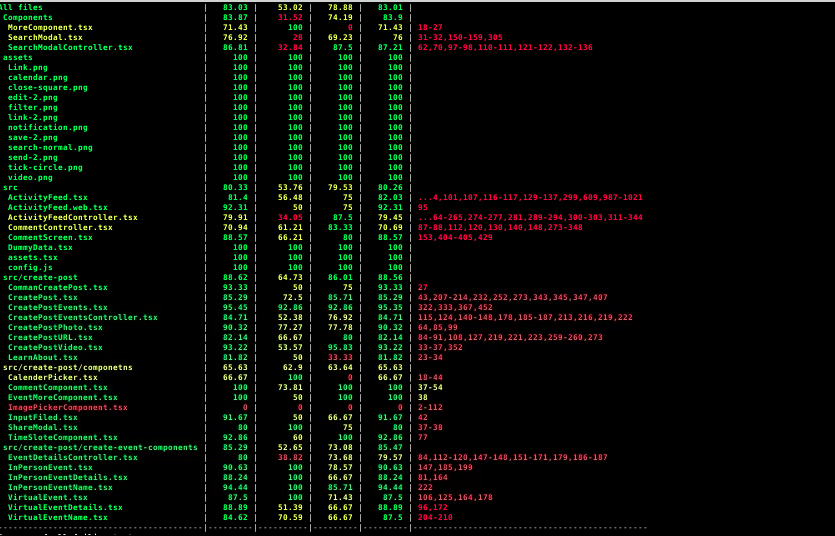 All files | 83.03 | 53.02 | 78.88 | 83.01 |
Components | 83.87 | 31.52 | 74.19 | 83.9 |
MoreComponent.tsx | 71.43 | 100 | 0 | 71.43 | 18-27
SearchModal.tsx | 76.92 | 28 | 69.23 | 76 | 31-32,150-159,305
SearchModalController.tsx | 86.81 | 32.84 | 87.5 | 87.21 | 62,70,97-98,110-111,121-122,132-136
assets | 100 | 100 | 100 | 100 |
Link.png | 100 | 100 | 100 | 100 |
calendar.png | 100 | 100 | 100 | 100 |
close-square.png | 100 | 100 | 100 | 100 |
edit-2.png | 100 | 100 | 100 | 100 |
filter.png | 100 | 100 | 100 | 100 |
link-2.png | 100 | 100 | 100 | 100 |
notification.png | 100 | 100 | 100 | 100 |
save-2.png | 100 | 100 | 100 | 100 |
search-normal.png | 100 | 100 | 100 | 100 |
send-2.png | 100 | 100 | 100 | 100 |
tick-circle.png | 100 | 100 | 100 | 100 |
video.png | 100 | 100 | 100 | 100 |
src | 80.33 | 53.76 | 79.53 | 80.26 |
ActivityFeed.tsx | 81.4 | 56.48 | 75 | 82.03 | ...4,101,107,116-117,129-137,299,609,987-1021
ActivityFeed.web.tsx | 92.31 | 50 | 75 | 92.31 | 95
ActivityFeedController.tsx | 79.91 | 34.05 | 87.5 | 79.45 | ...64-265,274-277,281,289-294,300-303,311-344
CommentController.tsx | 70.94 | 61.21 | 83.33 | 70.69 | 87-88,112,120,130,140,148,273-348
CommentScreen.tsx | 88.57 | 66.21 | 80 | 88.57 | 153,404-405,429
DummyData.tsx | 100 | 100 | 100 | 100 |
assets.tsx | 100 | 100 | 100 | 100 |
config.js | 100 | 100 | 100 | 100 |
src/create-post | 88.62 | 64.73 | 86.01 | 88.56 |
CommanCreatePost.tsx | 93.33 | 50 | 75 | 93.33 | 27
CreatePost.tsx | 85.29 | 72.5 | 85.71 | 85.29 | 43,207-214,232,252,273,343,345,347,407
CreatePostEvents.tsx | 95.45 | 92.86 | 92.86 | 95.35 | 322,333,367,452
CreatePostEventsController.tsx | 84.71 | 52.38 | 76.92 | 84.71 | 115,124,140-148,178,185-187,213,216,219,222
CreatePostPhoto.tsx | 90.32 | 77.27 | 77.78 | 90.32 | 64,85,99
CreatePostURL.tsx | 82.14 | 66.67 | 80 | 82.14 | 84-91,108,127,219,221,223,259-260,273
CreatePostVideo.tsx | 93.22 | 53.57 | 95.83 | 93.22 | 33-37,352
LearnAbout.tsx | 81.82 | 50 | 33.33 | 81.82 | 23-34
src/create-post/componetns | 65.63 | 62.9 | 63.64 | 65.63 |
CalenderPicker.tsx | 66.67 | 100 | 0 | 66.67 | 18-44
CommentComponent.tsx | 100 | 73.81 | 100 | 100 | 37-54
EventMoreComponent.tsx | 100 | 50 | 100 | 100 | 38
ImagePickerComponent.tsx | 0 | 0 | 0 | 0 | 2-112
InputFiled.tsx | 91.67 | 50 | 66.67 | 91.67 | 42
ShareModal.tsx | 80 | 100 | 75 | 80 | 37-38
TimeSloteComponent.tsx | 92.86 | 60 | 100 | 92.86 | 77
src/create-post/create-event-components | 85.29 | 52.65 | 73.08 | 85.47 |
EventDetailsController.tsx | 80 | 38.82 | 73.68 | 79.57 | 84,112-120,147-148,151-171,179,186-187
InPersonEvent.tsx | 90.63 | 100 | 78.57 | 90.63 | 147,185,199
InPersonEventDetails.tsx | 88.24 | 100 | 66.67 | 88.24 | 81,164
InPersonEventName.tsx | 94.44 | 100 | 85.71 | 94.44 | 222
VirtualEvent.tsx | 87.5 | 100 | 71.43 | 87.5 | 106,125,164,178
VirtualEventDetails.tsx | 88.89 | 51.39 | 66.67 | 88.89 | 96,172
VirtualEventName.tsx | 84.62 | 70.59 | 66.67 | 87.5 | 204-210